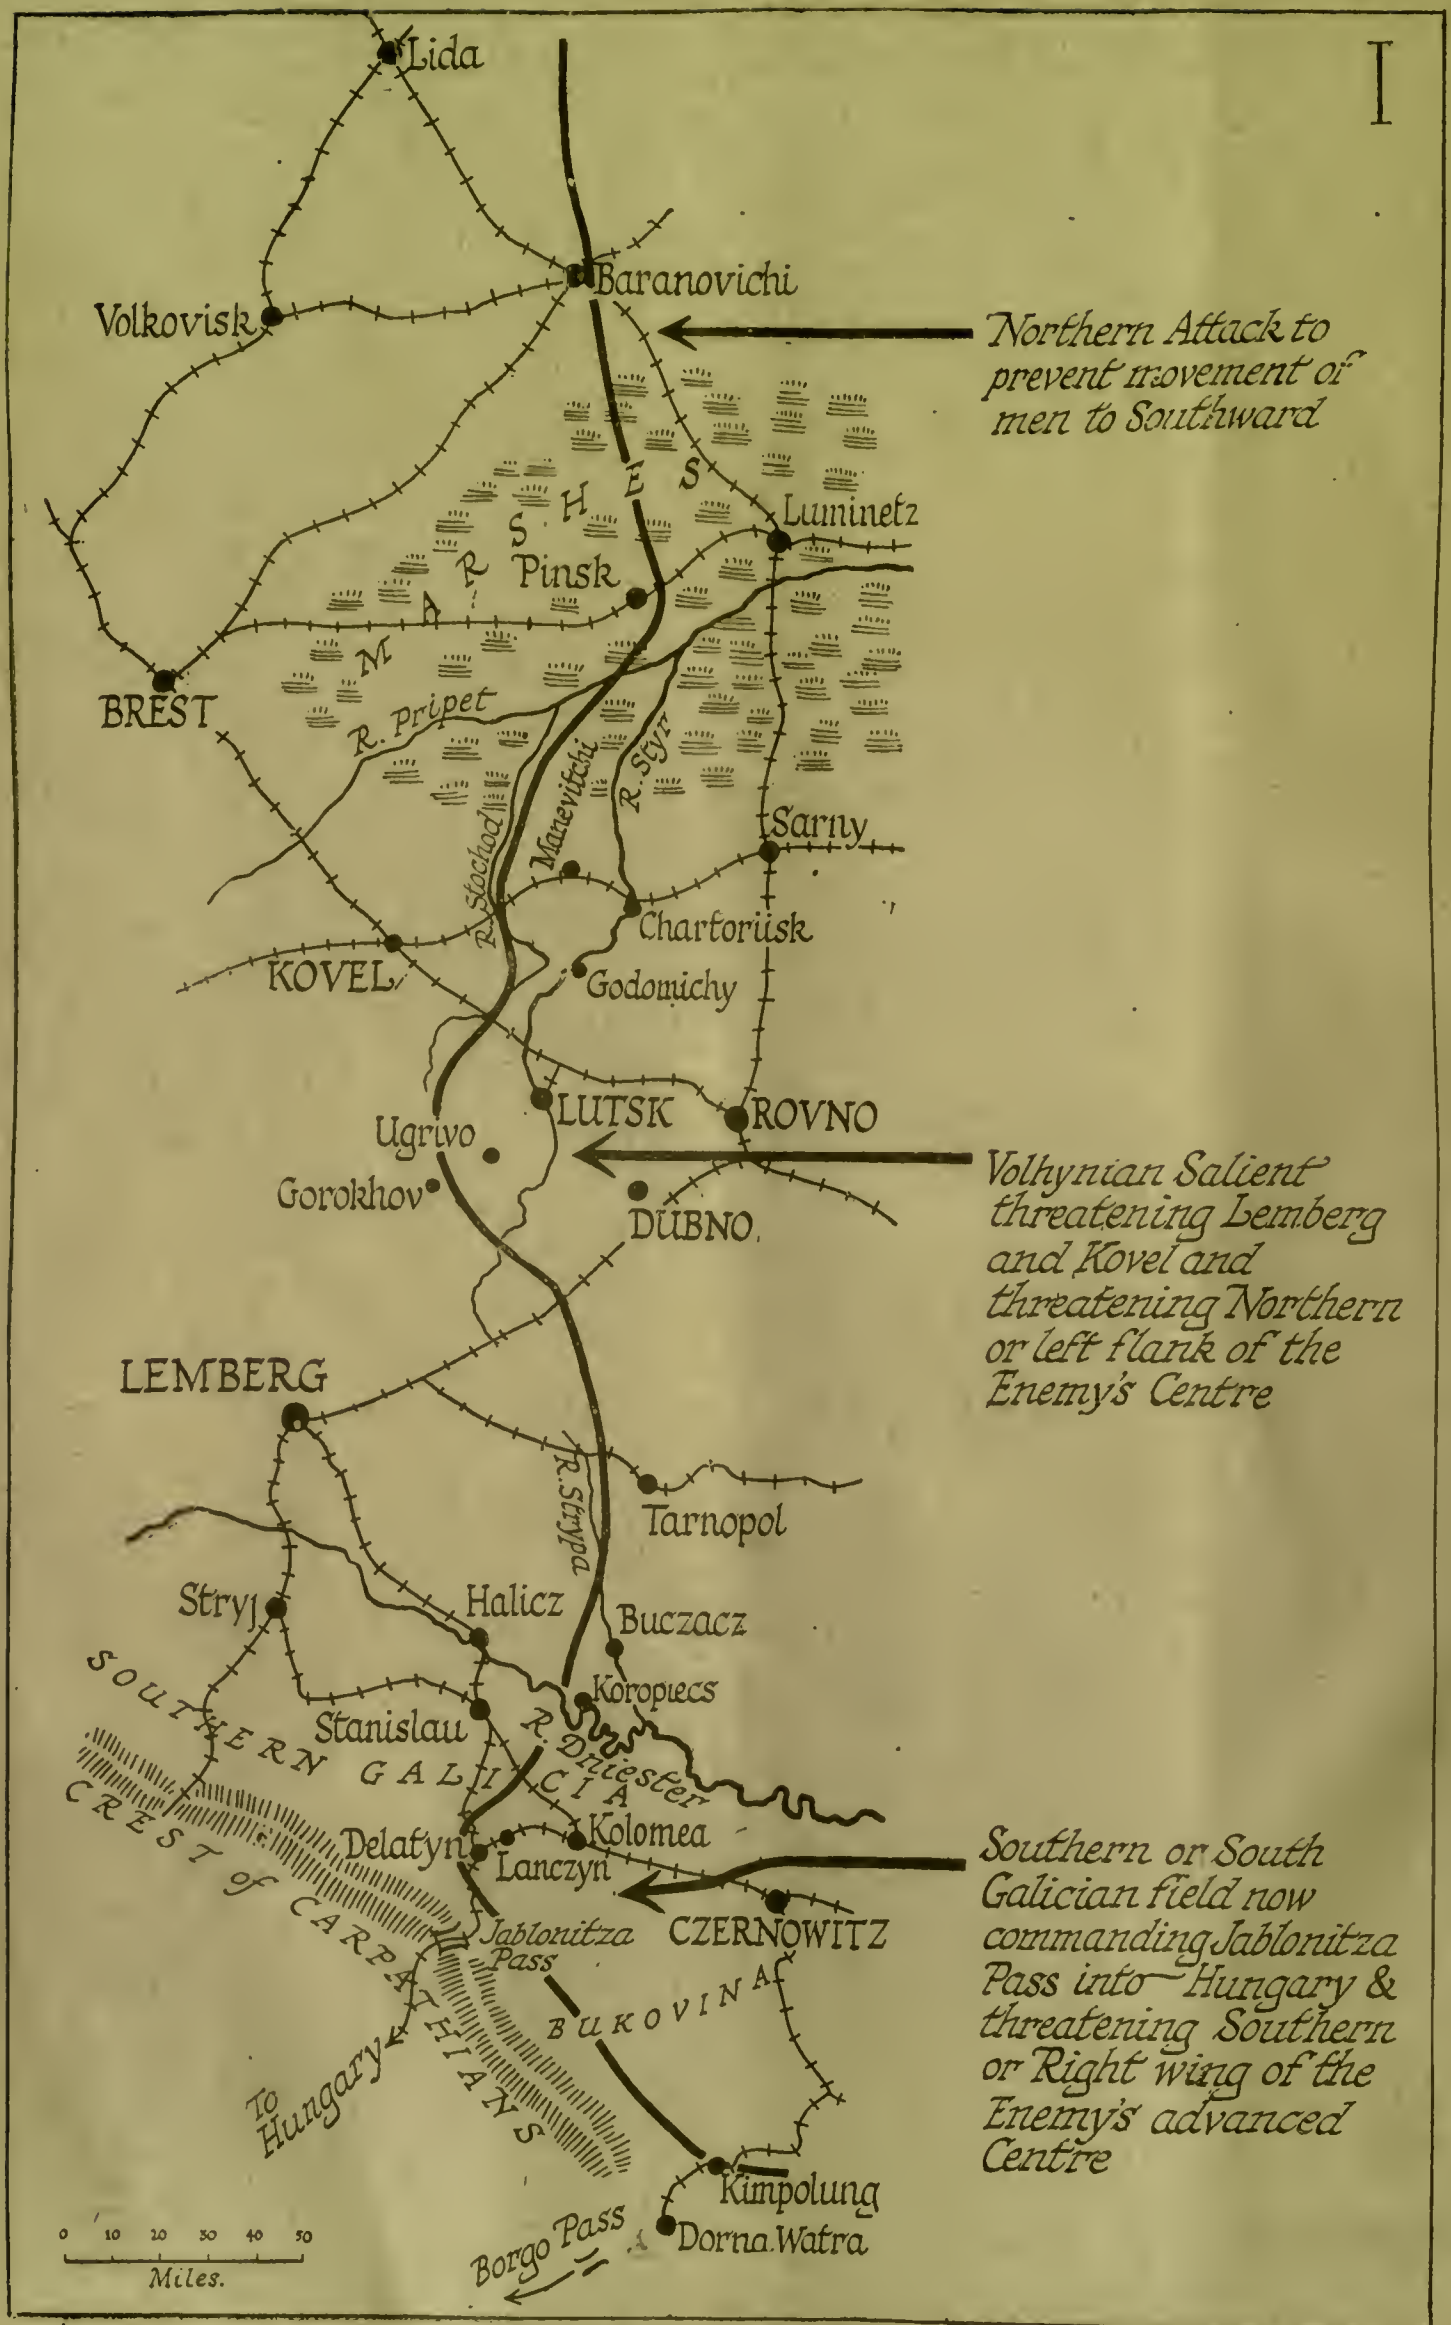 I
Lida
Baranovichi
Volkovisk
Northern Attack to
prevent movement of
men to Southward
MARSHES
Luminetz
Pinsk
BREST
R. Pripet
R. Styr
Manevitchi
R. Stochod
Sarny
Chartoriisk
KOVEL
Godomichy
LUTSK
ROVNO
Ugrivo
Gorokhov
DUBNO.
Volhynian Salient
threatening Lemberg
and Kovel and
threatening Northern
or left flank of the
Enemy's Centre
LEMBERG
R. Strypa
Tarnopol
Stryj
Halicz
Buczacz
Koropiecs
Stanislau
R. Dniester
SOUTHERN GALICIA
CREST of CARPATHIANS
Delatyn
Lanczyn
Kolomea
CZERNOWITZ
Jablonitza
Pass
BUKOVINA
Southern or South
Galician field now
commanding Jablonitza
Pass into Hungary &
threatening Southern
or Right wing of the
Enemy's advanced
Centre
To
Hungary
Kimpolung
Dorna Watra
Borgo Pass
0 10 20 30 40 50
Miles.